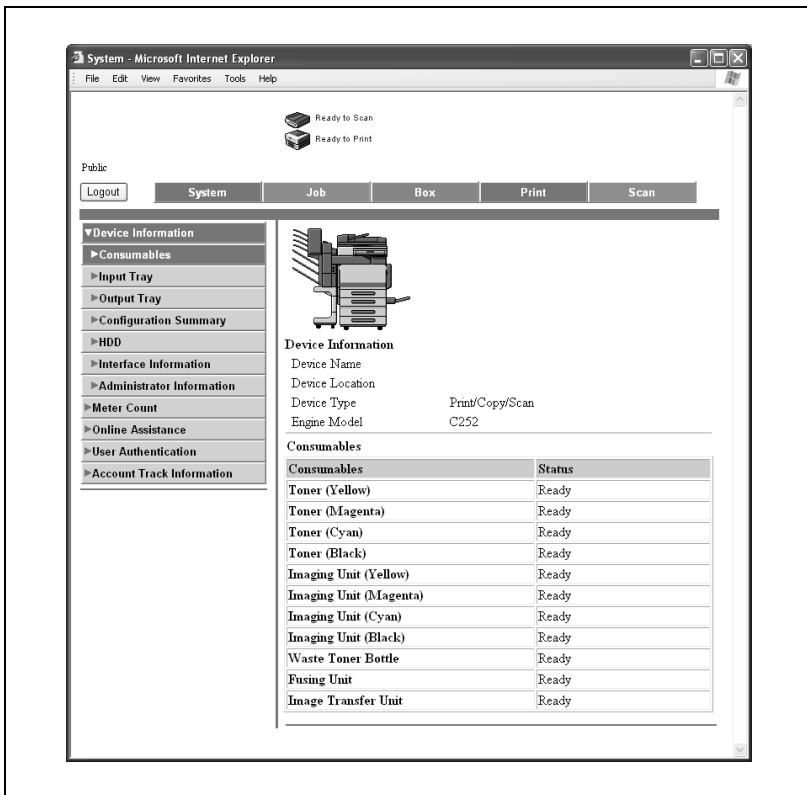 System - Microsoft Internet Explorer
File Edit View Favorites Tools Help
Ready to Scan
Ready to Print
Public
Logout System Job Box Print Scan
▼Device Information
▶Consumables
▶Input Tray
▶Output Tray
▶Configuration Summary
▶HDD
▶Interface Information
▶Administrator Information
▶Meter Count
▶Online Assistance
▶User Authentication
▶Account Track Information
Device Information
Device Name
Device Location
Device Type Print/Copy/Scan
Engine Model C252
Consumables
Consumables Status
Toner (Yellow) Ready
Toner (Magenta) Ready
Toner (Cyan) Ready
Toner (Black) Ready
Imaging Unit (Yellow) Ready
Imaging Unit (Magenta) Ready
Imaging Unit (Cyan) Ready
Imaging Unit (Black) Ready
Waste Toner Bottle Ready
Fusing Unit Ready
Image Transfer Unit Ready